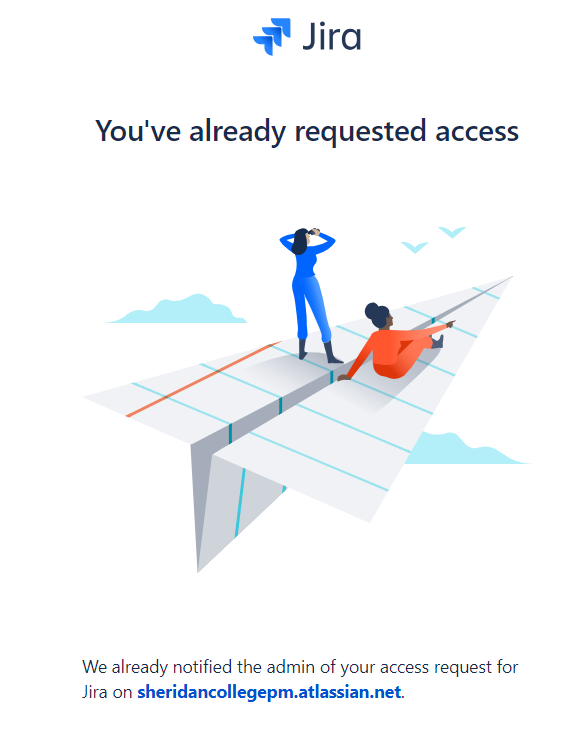 Jira
You've already requested access
We already notified the admin of your access request for
Jira on sheridancollegepm.atlassian.net.